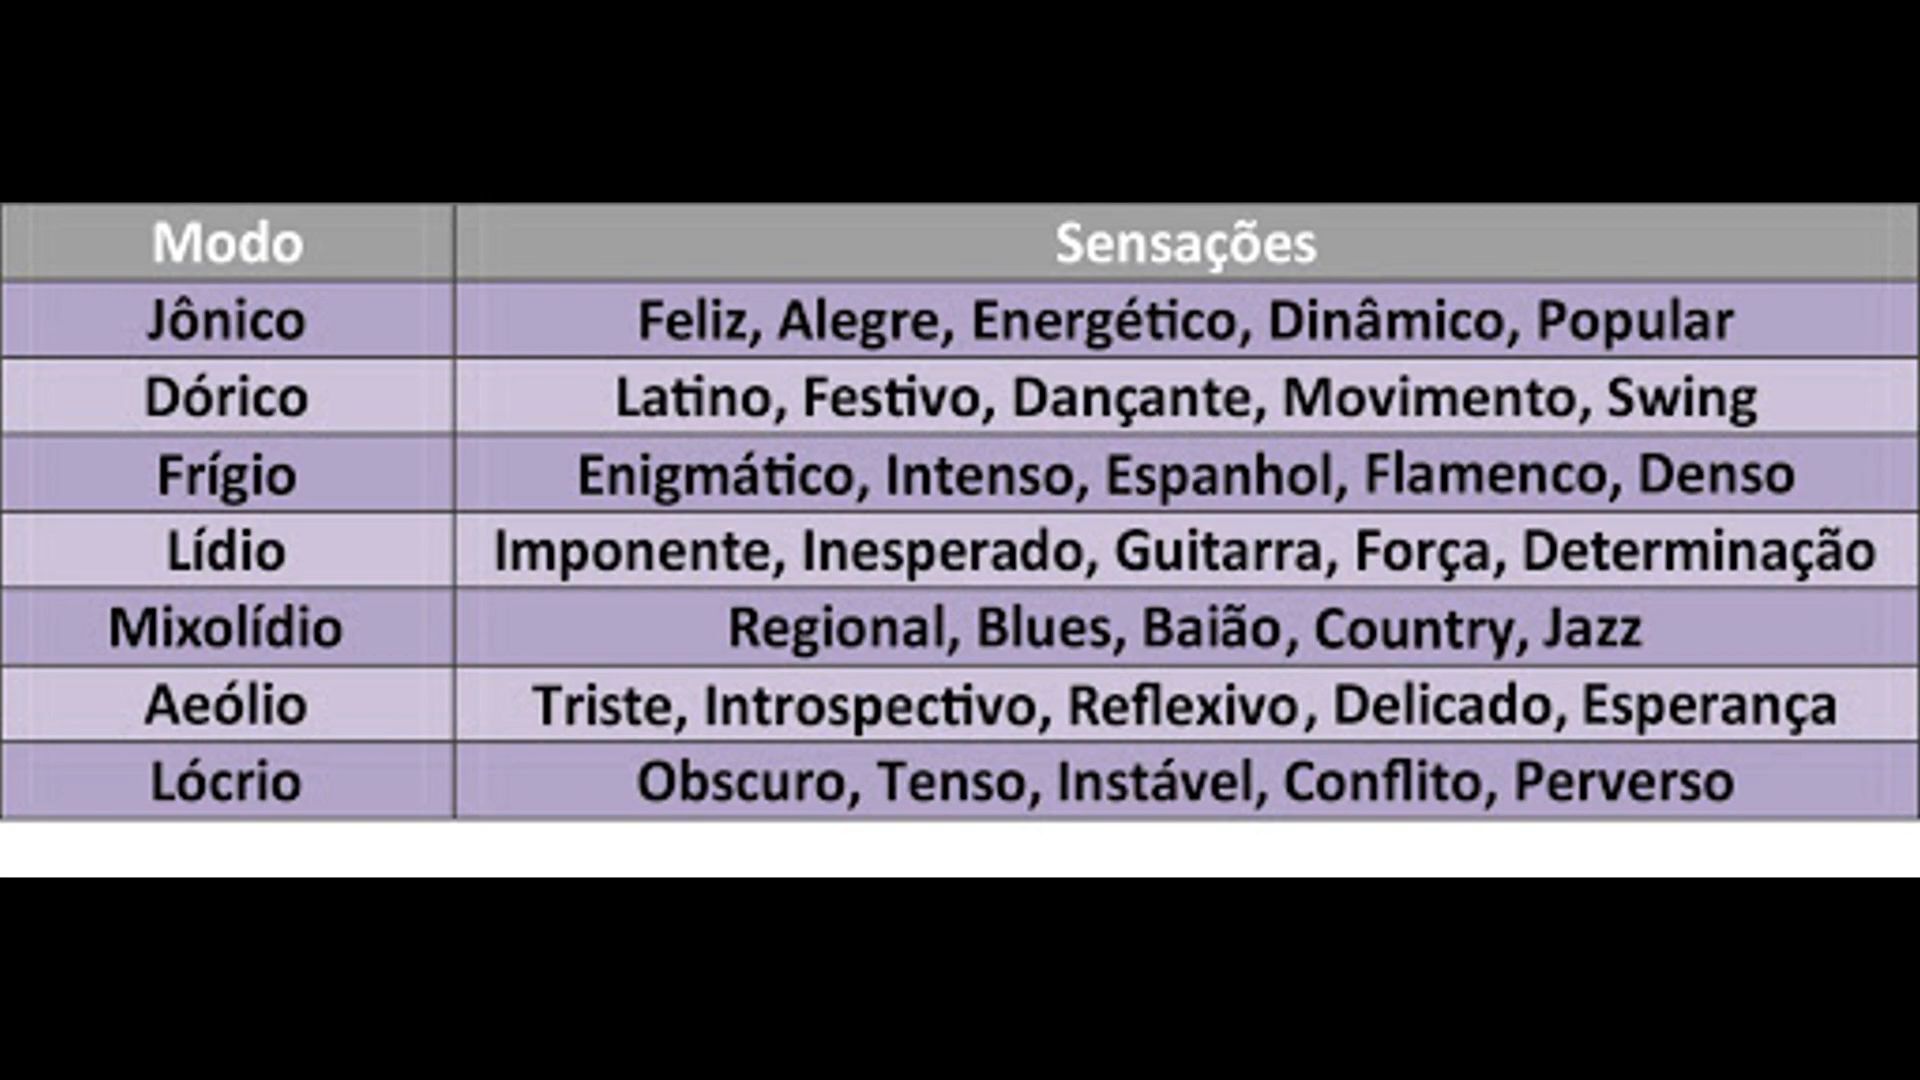 Modo Sensações
Jônico Feliz, Alegre, Energético, Dinâmico, Popular
Dórico Latino, Festivo, Dançante, Movimento, Swing
Frígio Enigmático, Intenso, Espanhol, Flamenco, Denso
Lídio Imponente, Inesperado, Guitarra, Força, Determinação
Mixolídio Regional, Blues, Baião, Country, Jazz
Aeólio Triste, Introspectivo, Reflexivo, Delicado, Esperança
Lócrio Obscuro, Tenso, Instável, Conflito, Perverso